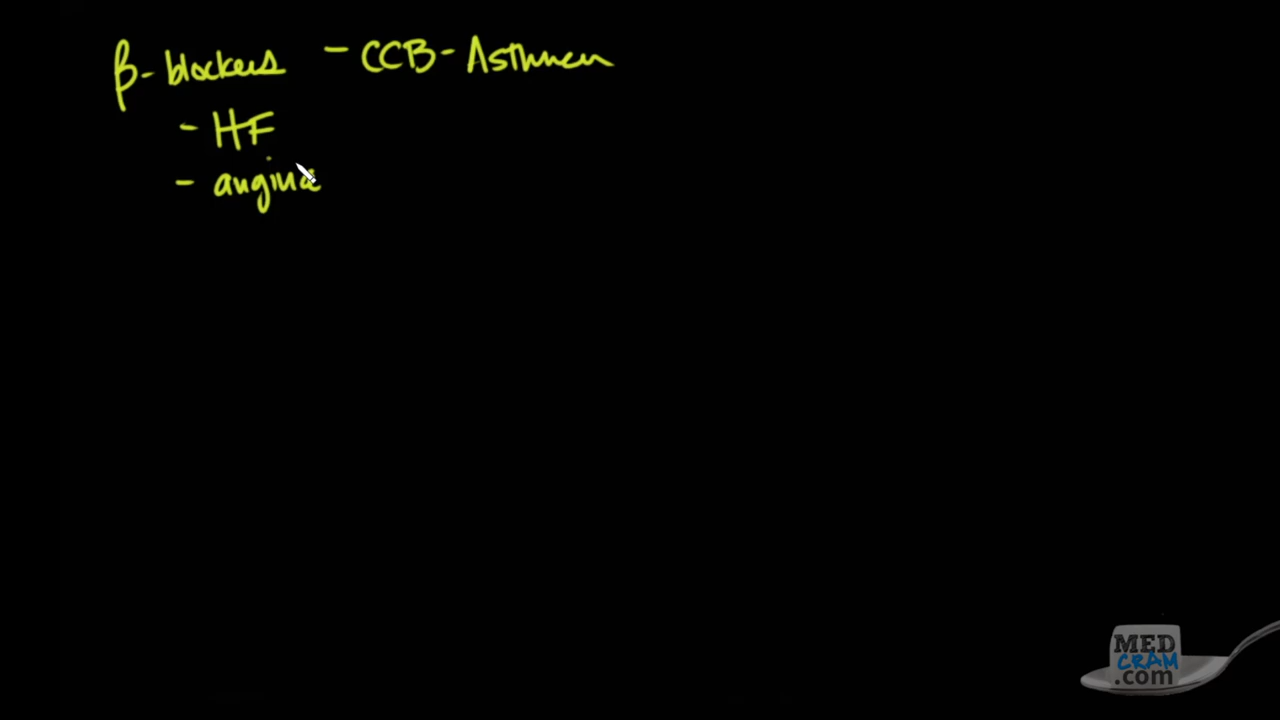 β-blockers - CCB - Asthma
- HF
- angina
MED
CRAM
.com